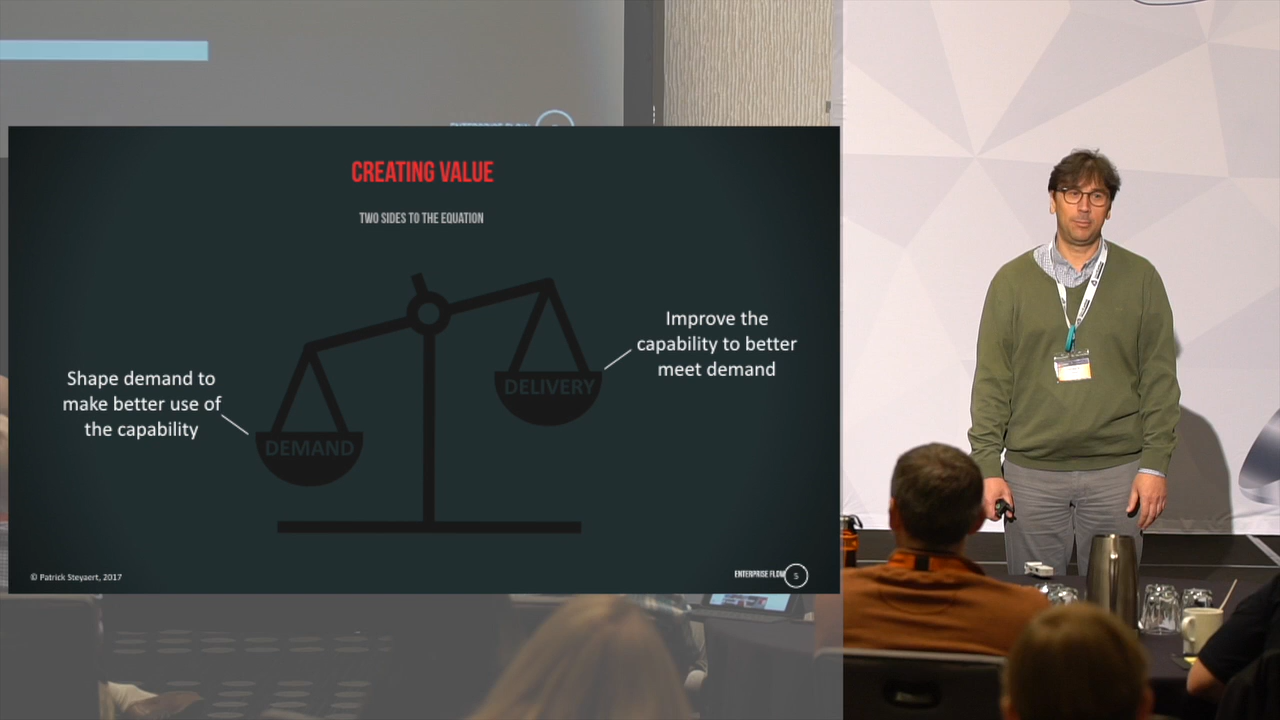 CREATING VALUE
TWO SIDES TO THE EQUATION
Improve the
capability to better
meet demand
Shape demand to
make better use of
the capability
DELIVERY
DEMAND
© Patrick Steyaert, 2017
ENTERPRISE FLOW
5